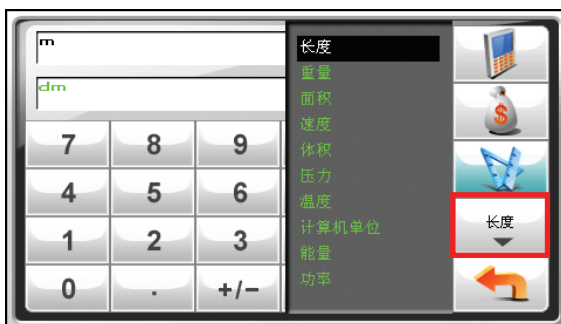 m
dm
7 8 9
4 5 6
1 2 3
0 . +/-
长度
重量
面积
速度
体积
压力
温度
计算机单位
能量
功率
$
长度